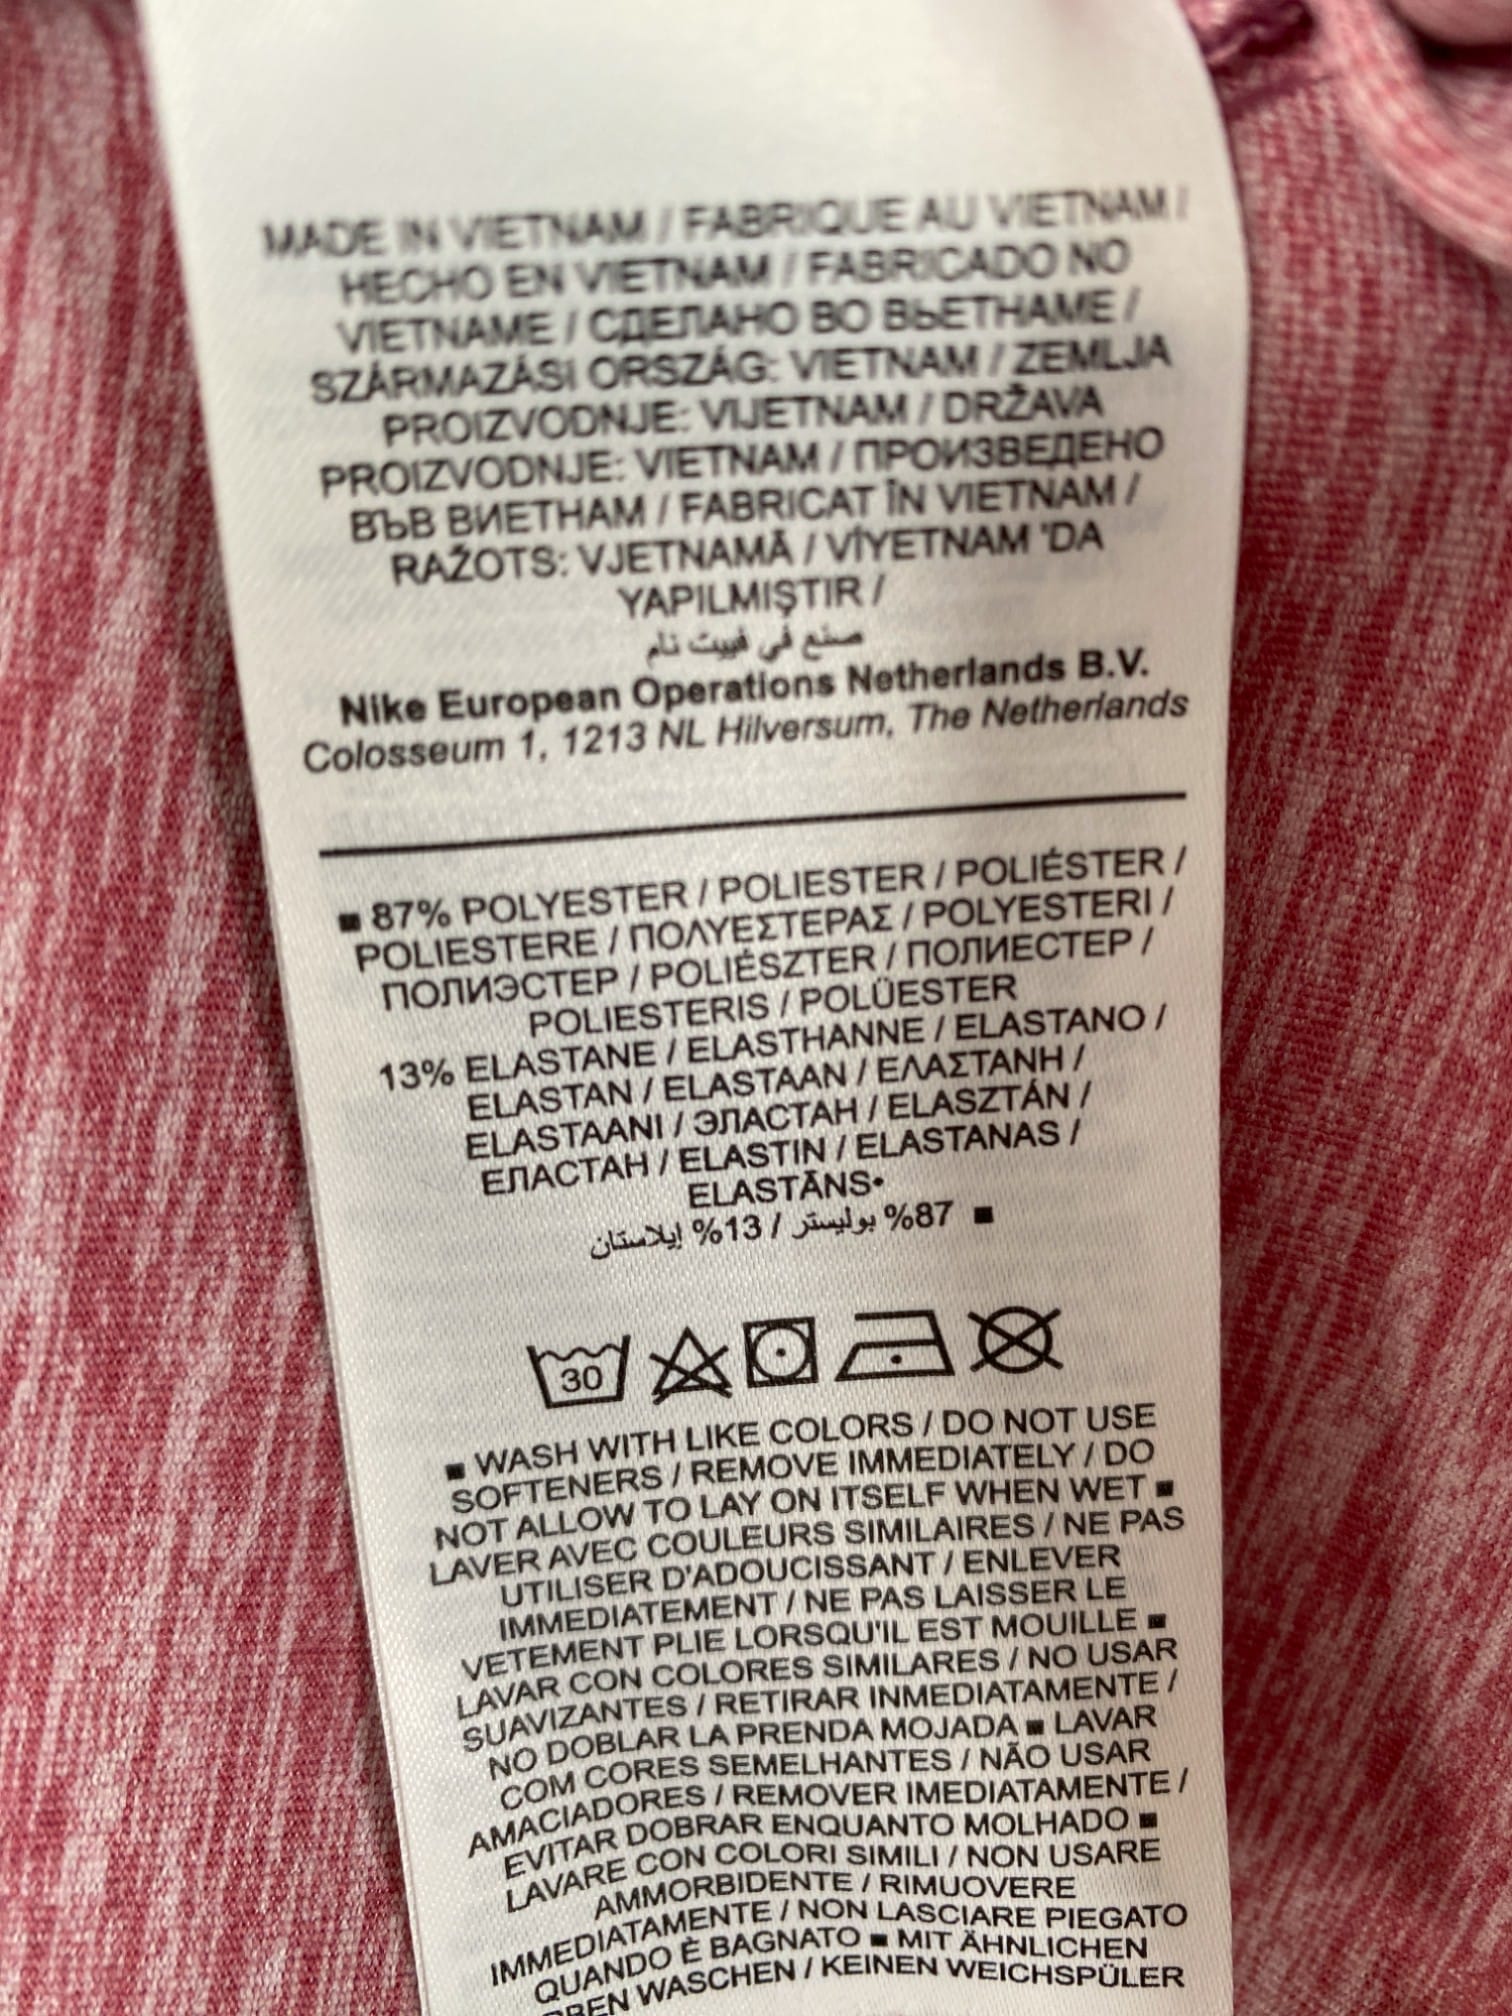 MADE IN VIETNAM / FABRIQUE AU VIETNAM /
HECHO EN VIETNAM / FABRICADO NO
VIETNAME / СДЕЛАНО ВО ВЬЕТНАМЕ /
SZÁRMAZÁSI ORSZÁG: VIETNAM / ZEMLJA
PROIZVODNJE: VIJETNAM / DRŽAVA
PROIZVODNJE: VIETNAM / ПРОИЗВЕДЕНО
ВЪВ ВИЕТНАМ / FABRICAT ÎN VIETNAM /
RAŽOTS: VJETNAMĀ / VİYETNAM 'DA
YAPILMIŞTIR /
صنع في فييت نام
Nike European Operations Netherlands B.V.
Colosseum 1, 1213 NL Hilversum, The Netherlands
■ 87% POLYESTER / POLIESTER / POLIÉSTER /
POLIESTERE / ΠΟΛΥΕΣΤΕΡΑΣ / POLYESTERI /
ПОЛИЭСТЕР / POLIÉSZTER / ПОЛИЕСТЕР /
POLIESTERIS / POLÜESTER
13% ELASTANE / ELASTHANNE / ELASTANO /
ELASTAN / ELASTAAN / ΕΛΑΣΤΑΝΗ /
ELASTAANI / ЭЛАСТАН / ELASZTÁN /
ЕЛАСТАН / ELASTIN / ELASTANAS /
ELASTĀNS•
■ 87% بوليستر / 13% إيلاستان
30
■ WASH WITH LIKE COLORS / DO NOT USE
SOFTENERS / REMOVE IMMEDIATELY / DO
NOT ALLOW TO LAY ON ITSELF WHEN WET ■
LAVER AVEC COULEURS SIMILAIRES / NE PAS
UTILISER D'ADOUCISSANT / ENLEVER
IMMEDIATEMENT / NE PAS LAISSER LE
VETEMENT PLIE LORSQU'IL EST MOUILLE ■
LAVAR CON COLORES SIMILARES / NO USAR
SUAVIZANTES / RETIRAR INMEDIATAMENTE /
NO DOBLAR LA PRENDA MOJADA ■ LAVAR
COM CORES SEMELHANTES / NÃO USAR
AMACIADORES / REMOVER IMEDIATAMENTE /
EVITAR DOBRAR ENQUANTO MOLHADO ■
LAVARE CON COLORI SIMILI / NON USARE
AMMORBIDENTE / RIMUOVERE
IMMEDIATAMENTE / NON LASCIARE PIEGATO
QUANDO È BAGNATO ■ MIT ÄHNLICHEN
WASCHEN / KEINEN WEICHSPÜLER